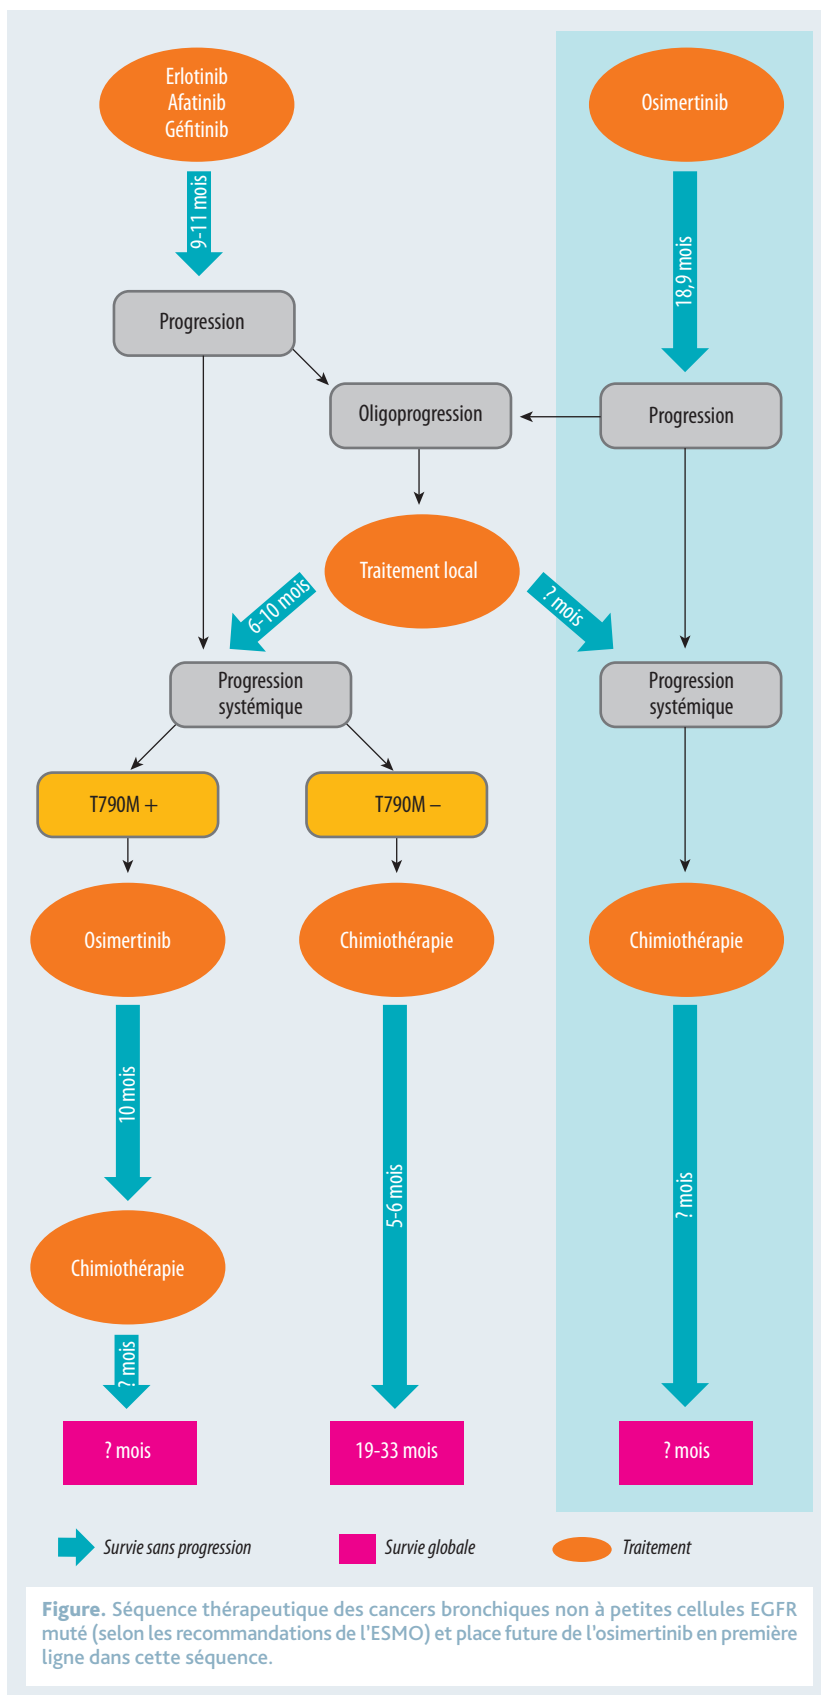 Erlotinib
Afatinib
Géfitinib
Osimertinib
9-11 mois
18,9 mois
Progression
Oligoprogression
Progression
Traitement local
6-10 mois
? mois
Progression
systémique
Progression
systémique
T790M +
T790M –
Osimertinib
Chimiothérapie
Chimiothérapie
10 mois
5-6 mois
? mois
Chimiothérapie
? mois
? mois
19-33 mois
? mois
Survie sans progression
Survie globale
Traitement
Figure. Séquence thérapeutique des cancers bronchiques non à petites cellules EGFR
muté (selon les recommandations de l'ESMO) et place future de l'osimertinib en première
ligne dans cette séquence.